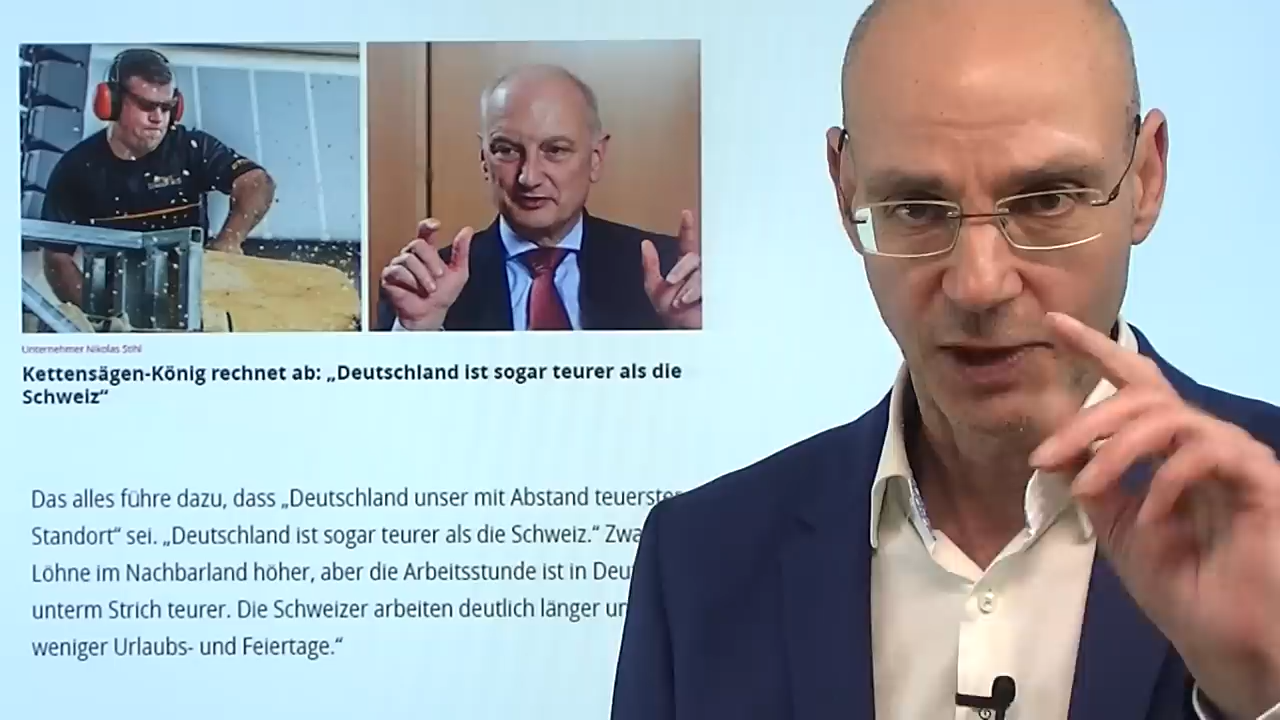 Unternehmer Nikolas Stihl
Kettensägen-König rechnet ab: „Deutschland ist sogar teurer als die
Schweiz“
Das alles führe dazu, dass „Deutschland unser mit Abstand teuerster
Standort“ sei. „Deutschland ist sogar teurer als die Schweiz.“
Löhne im Nachbarland höher, aber die Arbeitsstunde ist in
unterm Strich teurer. Die Schweizer arbeiten deutlich länger
weniger Urlaubs- und Feiertage.“